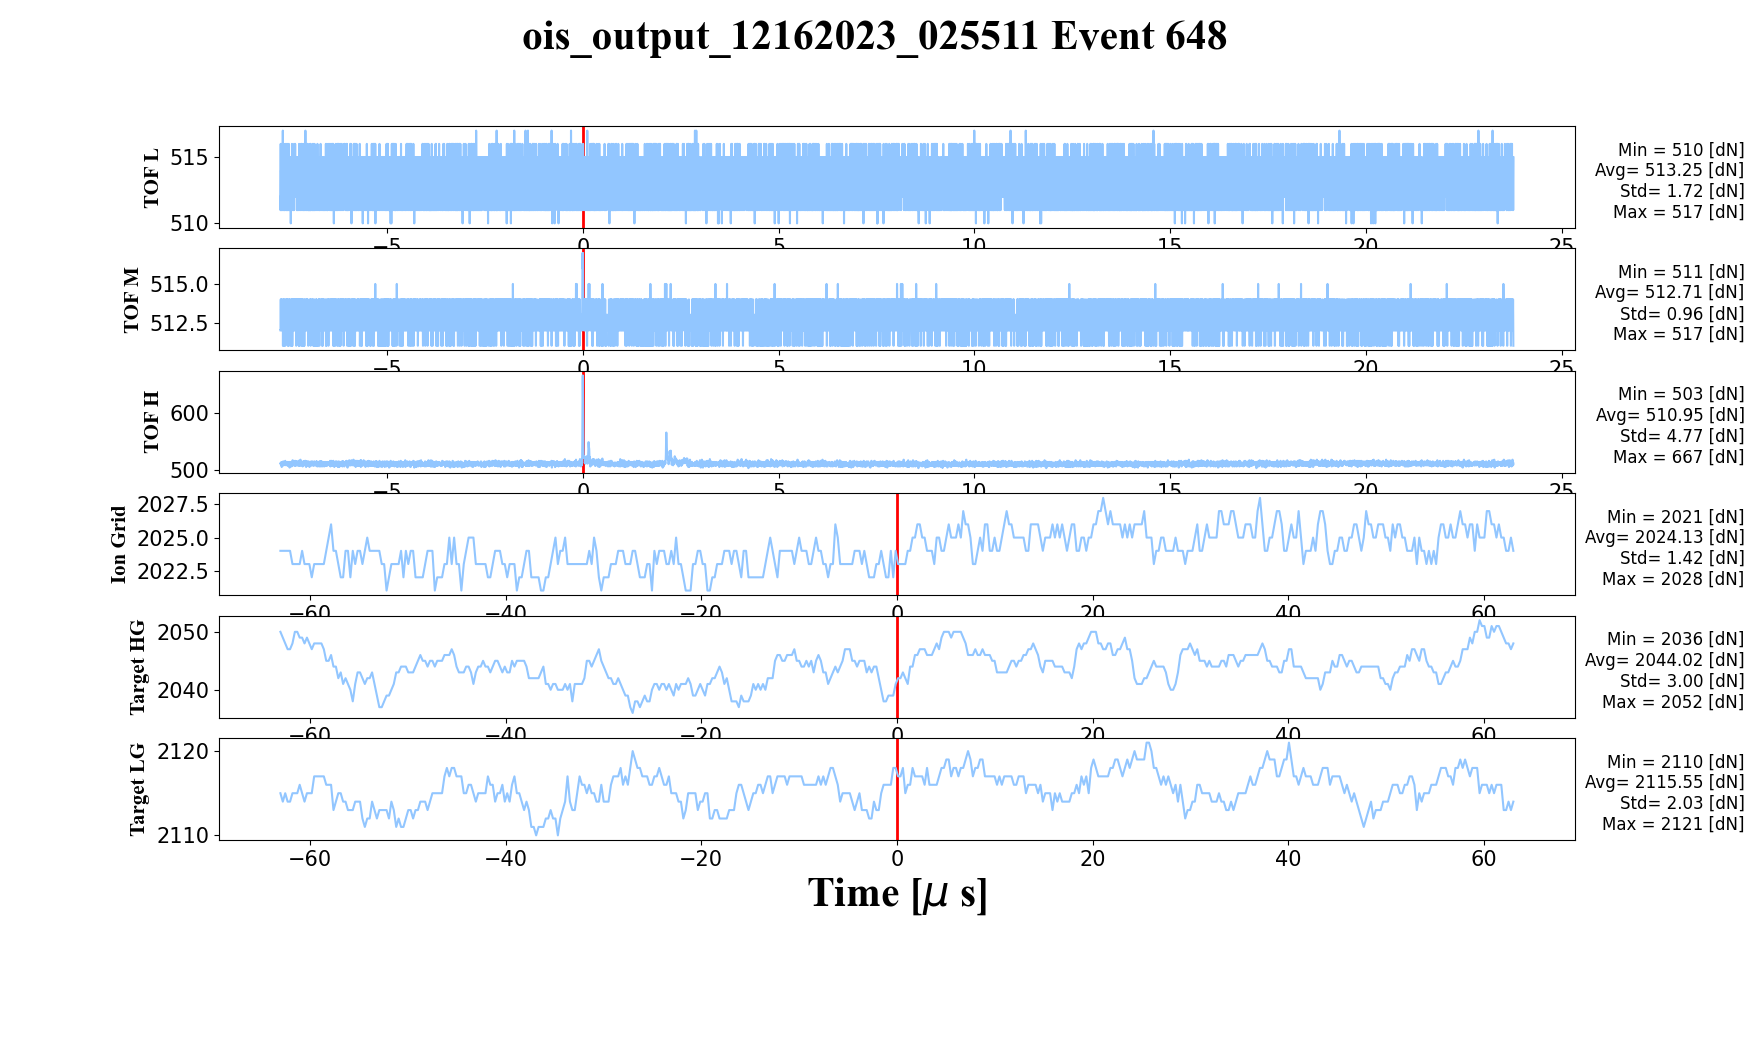 ois_output_12162023_025511 Event 648
TOF L
515
510
Min = 510 [dN]
Avg= 513.25 [dN]
Std= 1.72 [dN]
Max = 517 [dN]
−5 0 5 10 15 20 25
TOF M
515.0
512.5
Min = 511 [dN]
Avg= 512.71 [dN]
Std= 0.96 [dN]
Max = 517 [dN]
−5 0 5 10 15 20 25
TOF H
600
500
Min = 503 [dN]
Avg= 510.95 [dN]
Std= 4.77 [dN]
Max = 667 [dN]
−5 0 5 10 15 20 25
Ion Grid
2027.5
2025.0
2022.5
Min = 2021 [dN]
Avg= 2024.13 [dN]
Std= 1.42 [dN]
Max = 2028 [dN]
−60 −40 −20 0 20 40 60
Target HG
2050
2040
Min = 2036 [dN]
Avg= 2044.02 [dN]
Std= 3.00 [dN]
Max = 2052 [dN]
−60 −40 −20 0 20 40 60
Target LG
2120
2110
Min = 2110 [dN]
Avg= 2115.55 [dN]
Std= 2.03 [dN]
Max = 2121 [dN]
−60 −40 −20 0 20 40 60
Time [μ s]